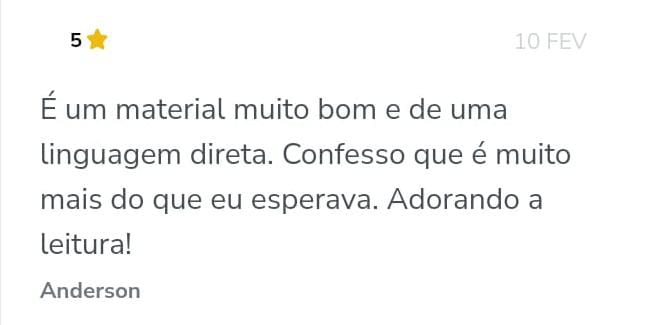 5
10 FEV
É um material muito bom e de uma
linguagem direta. Confesso que é muito
mais do que eu esperava. Adorando a
leitura!
Anderson